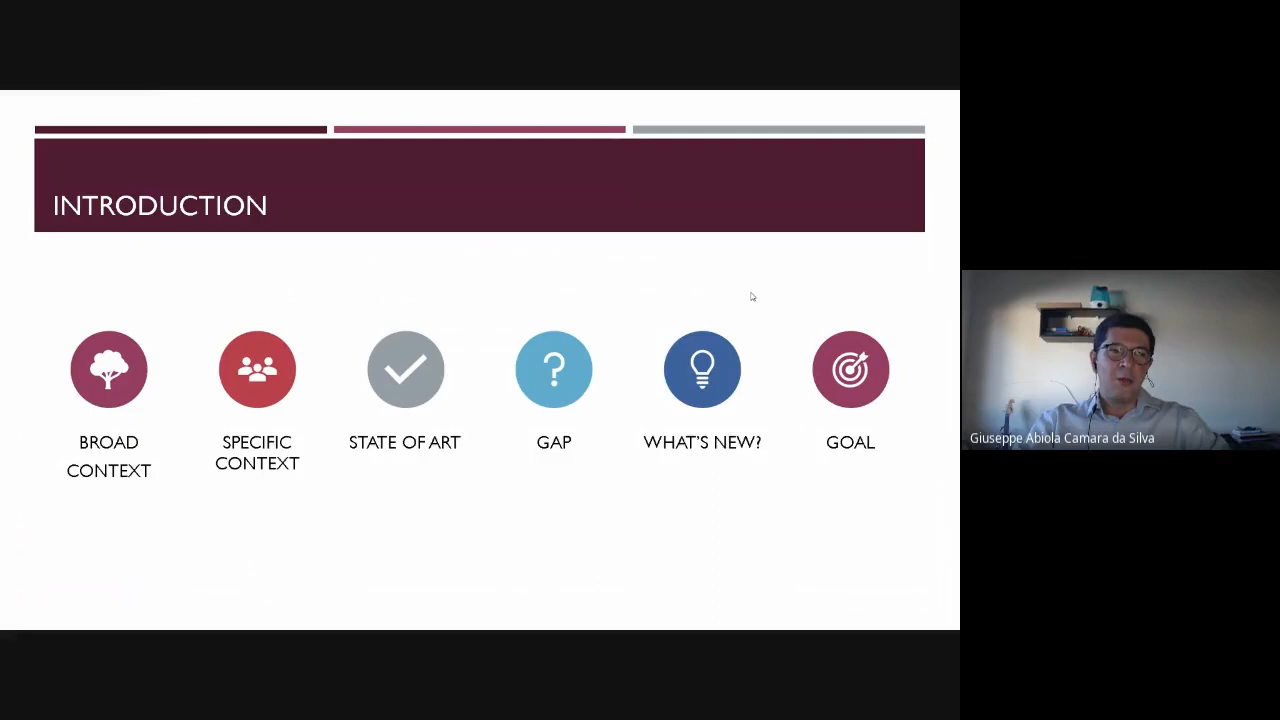 INTRODUCTION
BROAD
CONTEXT
SPECIFIC
CONTEXT
STATE OF ART
GAP
WHAT'S NEW?
GOAL
Giuseppe Abiola Camara da Silva